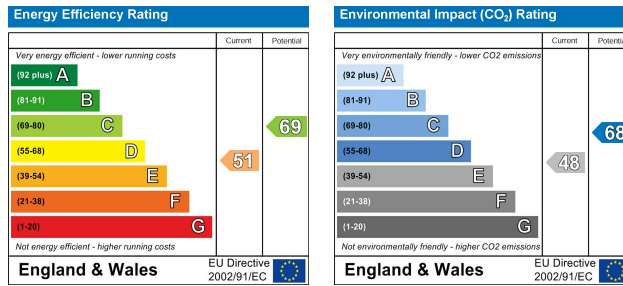 Energy Efficiency Rating
Current Potential
Very energy efficient - lower running costs
(92 plus) A
(81-91) B
(69-80) C
(55-68) D
(39-54) E
(21-38) F
(1-20) G
51
69
Not energy efficient - higher running costs
England & Wales
EU Directive
2002/91/EC
Environmental Impact (CO₂) Rating
Current Potential
Very environmentally friendly - lower CO2 emissions
(92 plus) A
(81-91) B
(69-80) C
(55-68) D
(39-54) E
(21-38) F
(1-20) G
48
68
Not environmentally friendly - higher CO2 emissions
England & Wales
EU Directive
2002/91/EC